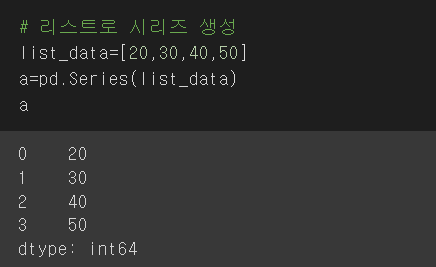 # 리스트로 시리즈 생성
list_data=[20,30,40,50]
a=pd.Series(list_data)
a
0    20
1    30
2    40
3    50
dtype: int64